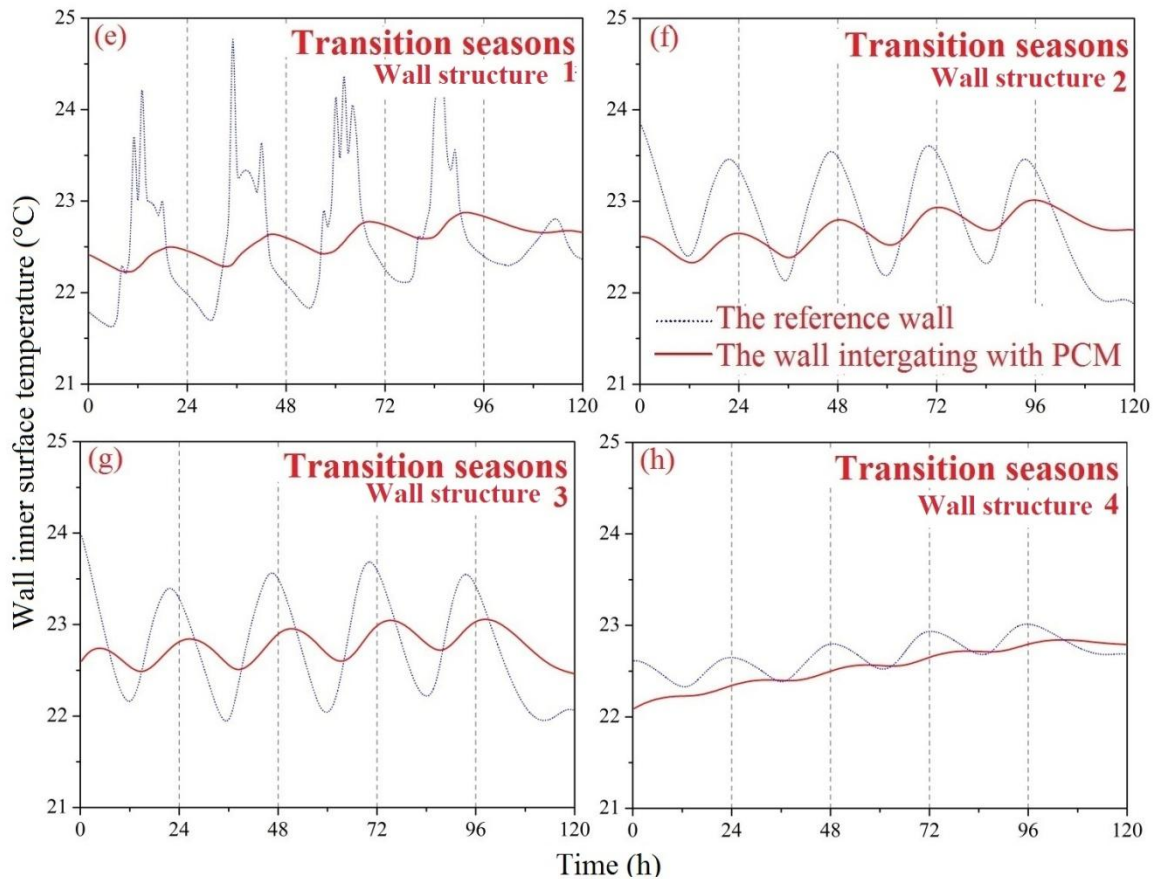 Wall inner surface temperature (°C)
(e)
Transition seasons
Wall structure 1
25
24
23
22
21
0 24 48 72 96 120
(f)
Transition seasons
Wall structure 2
The reference wall
The wall intergating with PCM
25
24
23
22
21
0 24 48 72 96 120
(g)
Transition seasons
Wall structure 3
25
24
23
22
21
0 24 48 72 96 120
(h)
Transition seasons
Wall structure 4
25
24
23
22
21
0 24 48 72 96 120
Time (h)